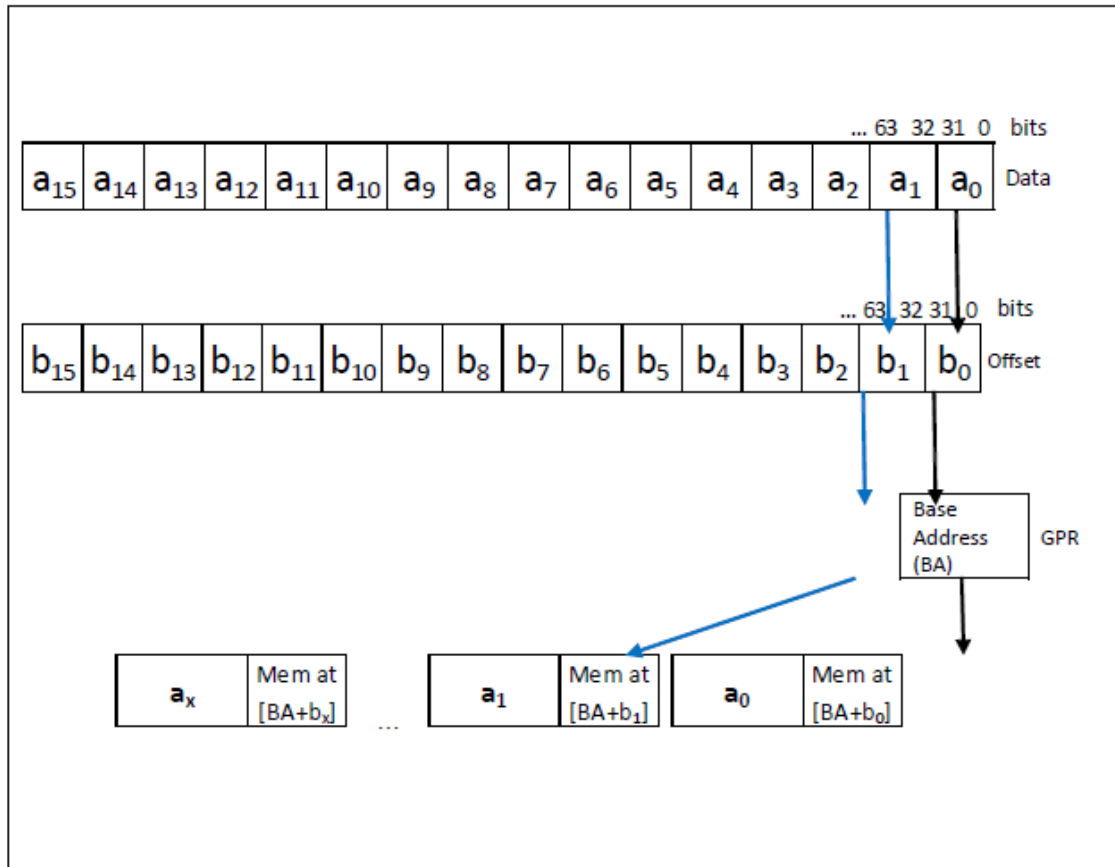 ... 63 32 31 0 bits
a15 a14 a13 a12 a11 a10 a9 a8 a7 a6 a5 a4 a3 a2 a1 a0 Data
... 63 32 31 0 bits
b15 b14 b13 b12 b11 b10 b9 b8 b7 b6 b5 b4 b3 b2 b1 b0 Offset
Base
Address
(BA)
GPR
ax
Mem at
[BA+bx]
...
a1
Mem at
[BA+b1]
a0
Mem at
[BA+b0]